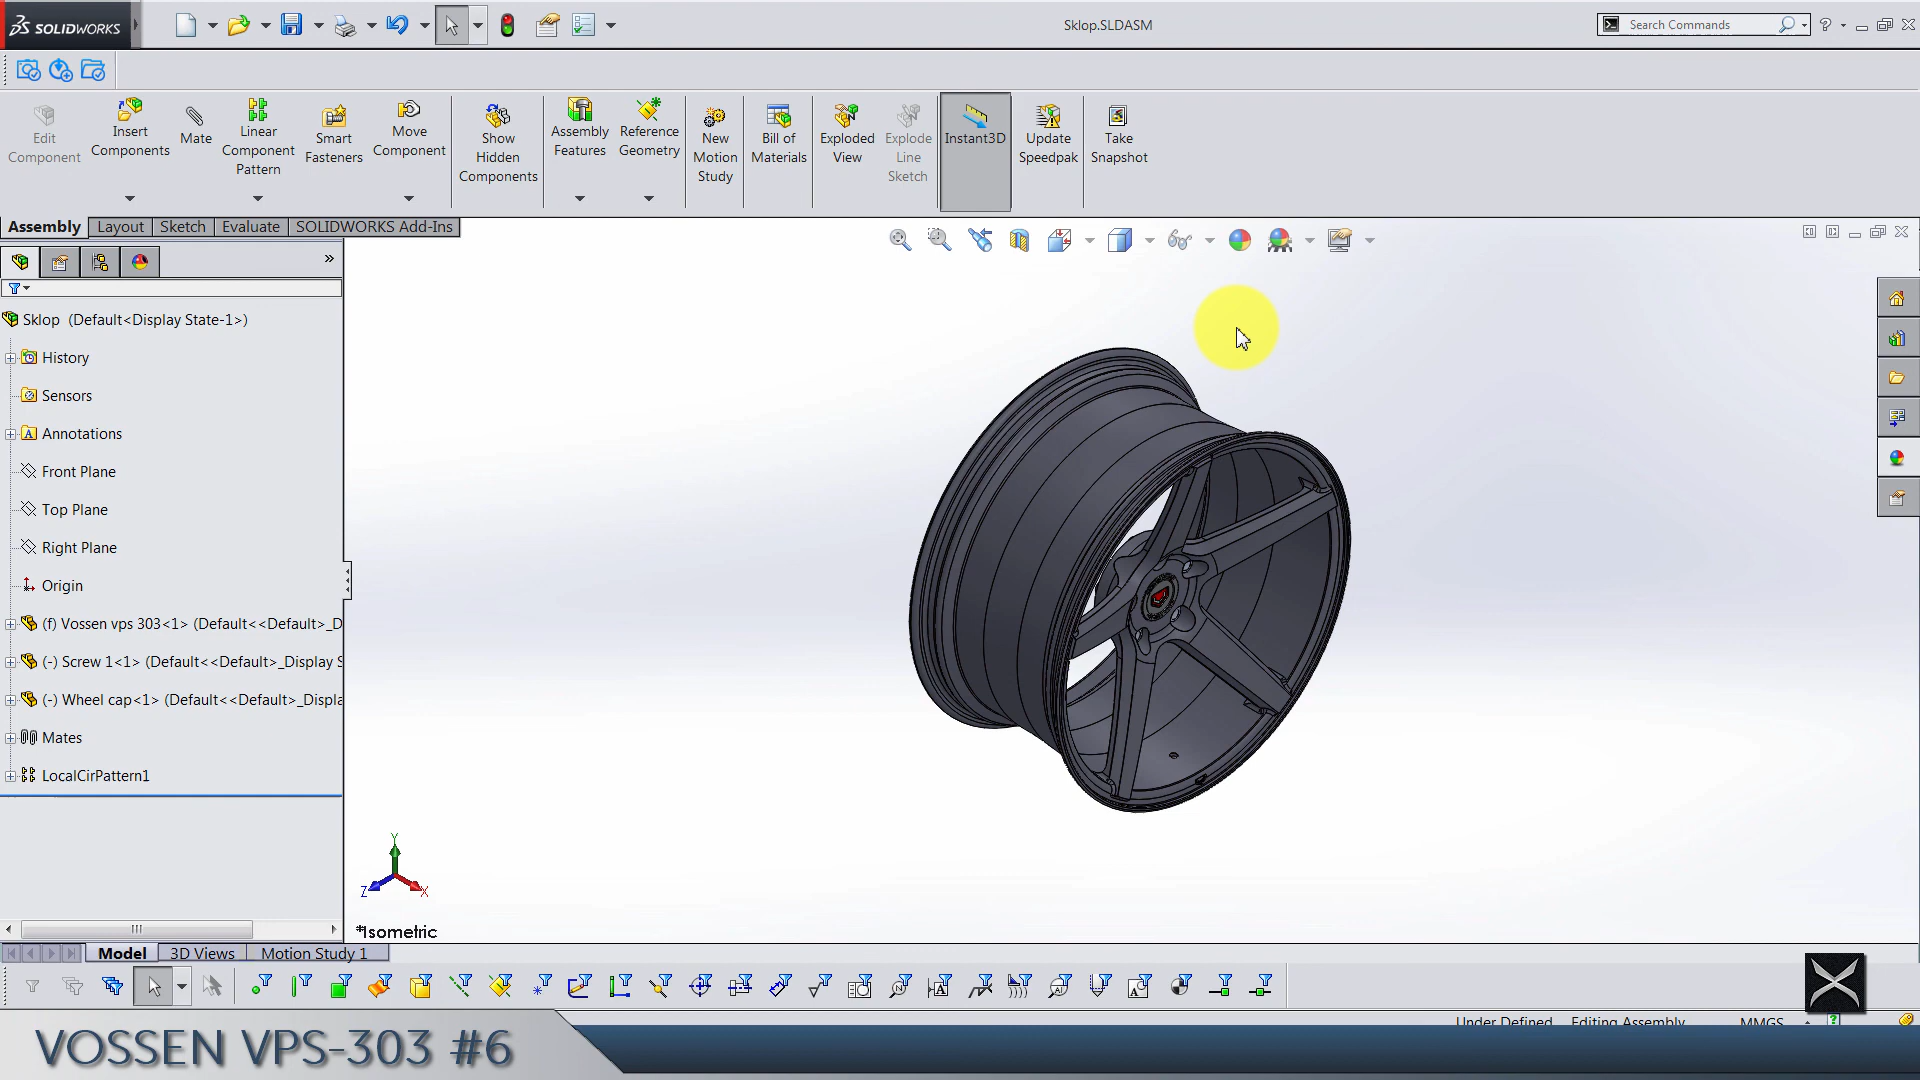 SOLIDWORKS
Sklop.SLDASM
Search Commands
?
Edit Component
Insert Components
Mate
Linear Component Pattern
Smart Fasteners
Move Component
Show Hidden Components
Assembly Features
Reference Geometry
New Motion Study
Bill of Materials
Exploded View
Explode Line Sketch
Instant3D
Update Speedpak
Take Snapshot
Assembly
Layout
Sketch
Evaluate
SOLIDWORKS Add-Ins
Sklop (Default<Display State-1>)
History
Sensors
Annotations
Front Plane
Top Plane
Right Plane
Origin
(f) Vossen vps 303<1> (Default<<Default>_D
(-) Screw 1<1> (Default<<Default>_Display S
(-) Wheel cap<1> (Default<<Default>_Displa
Mates
LocalCirPattern1
Y
Z
X
*Isometric
Model
3D Views
Motion Study 1
Under Defined
Editing Assembly
MMGS
VOSSEN VPS-303 #6